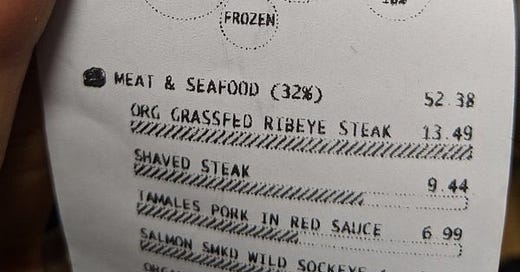 FROZEN
MEAT & SEAFOOD (32%) 52.38
ORG GRASSFED RIBEYE STEAK 13.49
SHAVED STEAK 9.44
TAMALES PORK IN RED SAUCE 6.99
SALMON SMKD WILD SOCKEYE